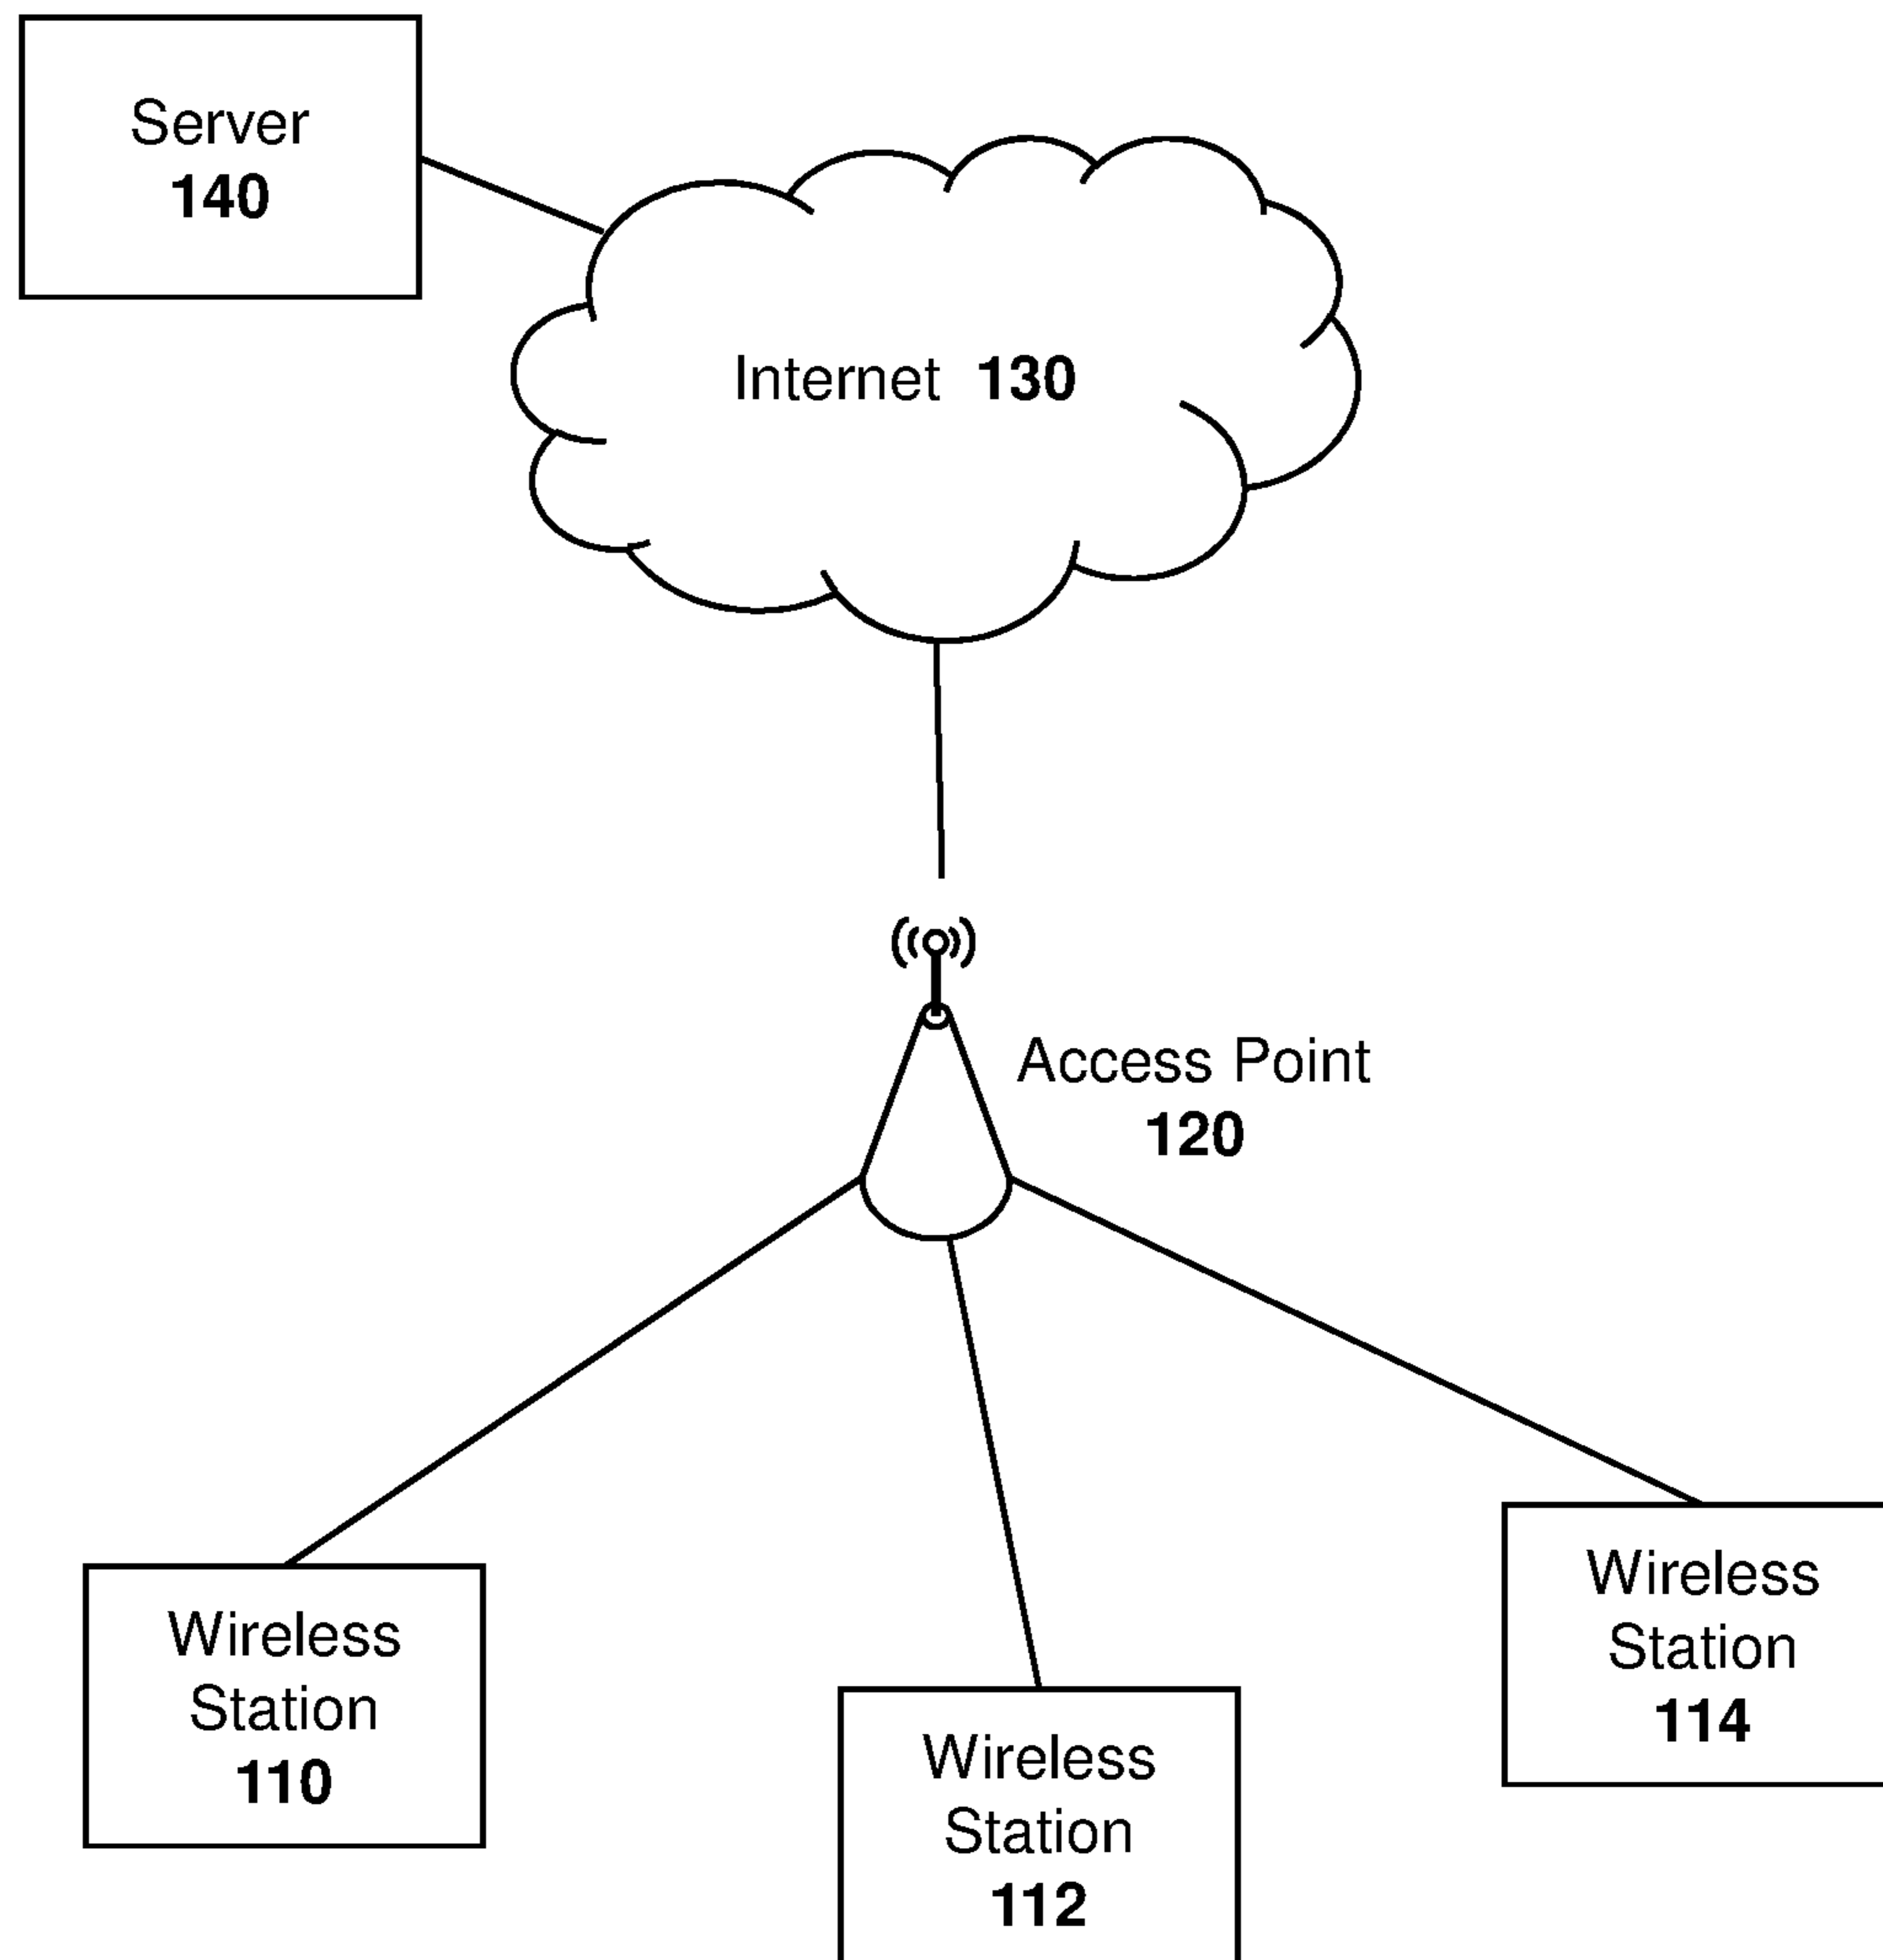 Server
140
Internet 130
Access Point
120
Wireless
Station
110
Wireless
Station
112
Wireless
Station
114